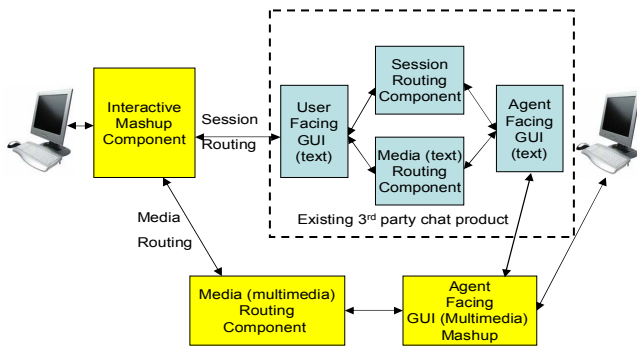 Interactive
Mashup
Component
Session
Routing
User
Facing
GUI
(text)
Session
Routing
Component
Media (text)
Routing
Component
Agent
Facing
GUI
(text)
Existing 3rd party chat product
Media
Routing
Media (multimedia)
Routing
Component
Agent
Facing
GUI (Multimedia)
Mashup